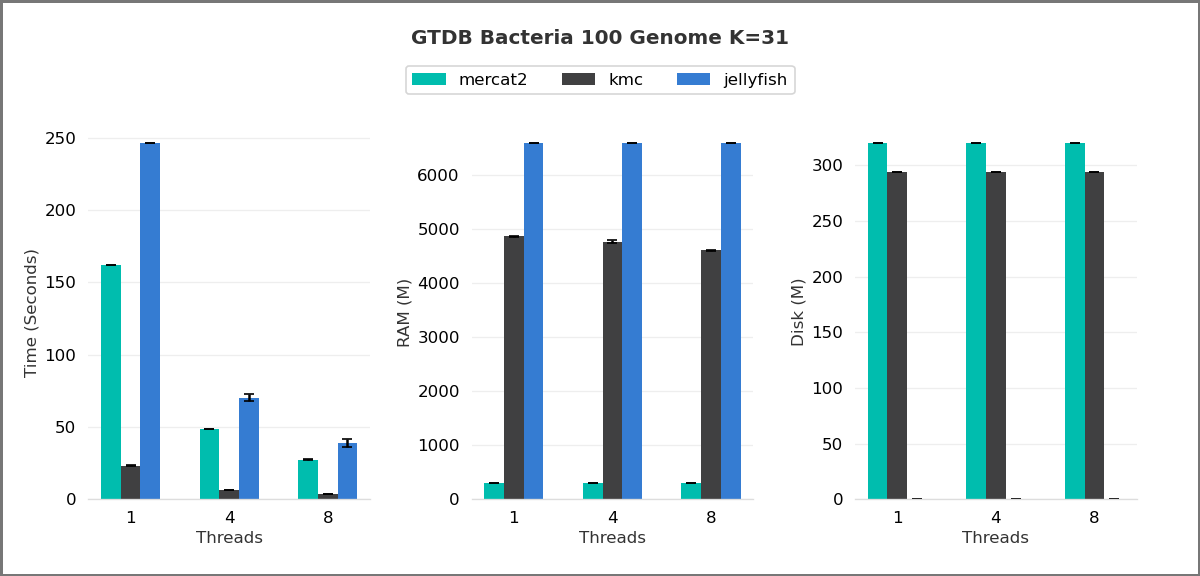 GTDB Bacteria 100 Genome K=31
mercat2 kmc jellyfish
Time (Seconds)
250
200
150
100
50
0
1 4 8
Threads
RAM (M)
6000
5000
4000
3000
2000
1000
0
1 4 8
Threads
Disk (M)
300
250
200
150
100
50
0
1 4 8
Threads